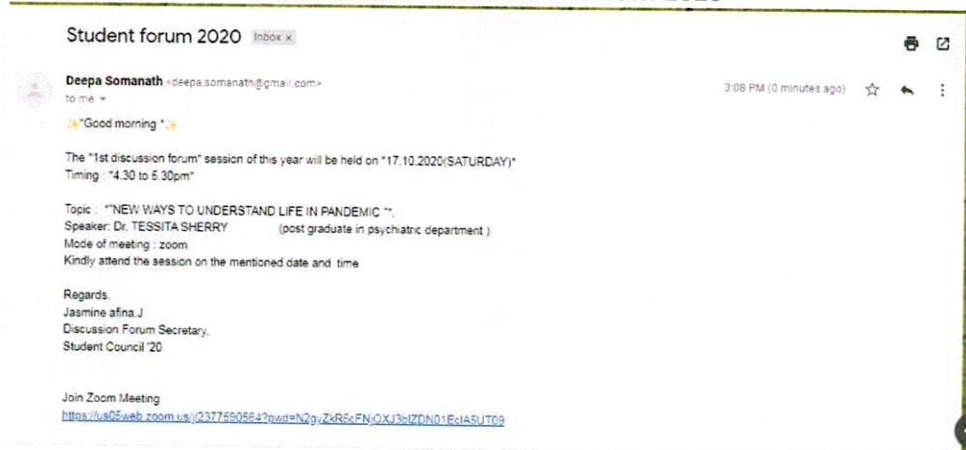 Student forum 2020 Inbox x
Deepa Somanath <deepa.somanath@gmail.com>
3:08 PM (0 minutes ago)
to me
✨*Good morning *✨
The *1st discussion forum* session of this year will be held on *17.10.2020(SATURDAY)*
Timing : *4.30 to 5.30pm*
Topic : *"NEW WAYS TO UNDERSTAND LIFE IN PANDEMIC "*.
Speaker: Dr. TESSITA SHERRY (post graduate in psychiatric department )
Mode of meeting : zoom
Kindly attend the session on the mentioned date and time
Regards,
Jasmine afina.J
Discussion Forum Secretary,
Student Council '20
Join Zoom Meeting